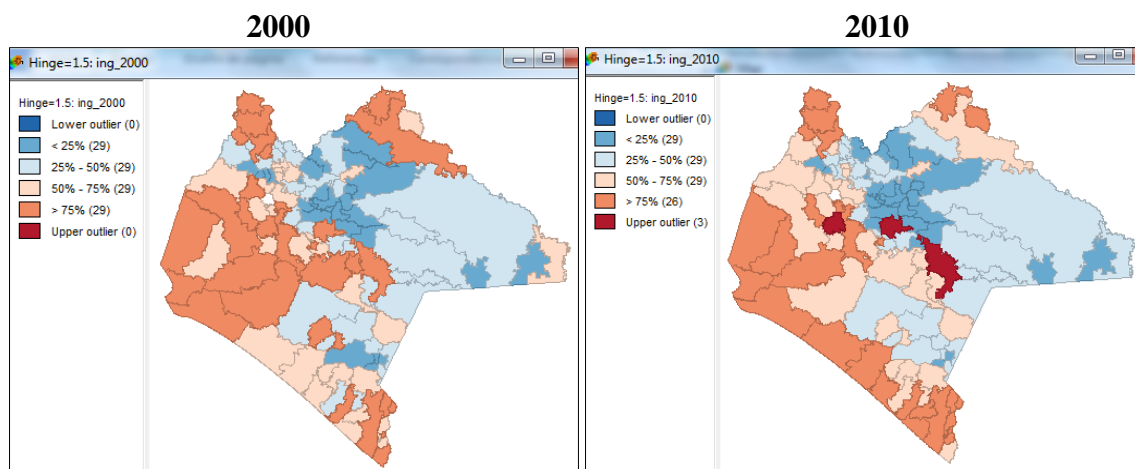 2000
2010
Hinge=1.5: ing_2000
Hinge=1.5: ing_2000
Lower outlier (0)
< 25% (29)
25% - 50% (29)
50% - 75% (29)
> 75% (29)
Upper outlier (0)
Hinge=1.5: ing_2010
Hinge=1.5: ing_2010
Lower outlier (0)
< 25% (29)
25% - 50% (29)
50% - 75% (29)
> 75% (26)
Upper outlier (3)